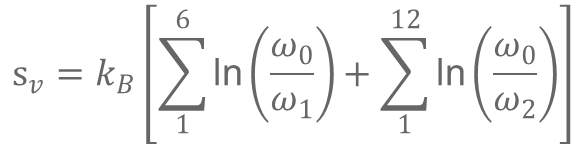 s_v = k_B [ ∑_1^6 ln(ω_0/ω_1) + ∑_1^12 ln(ω_0/ω_2) ]